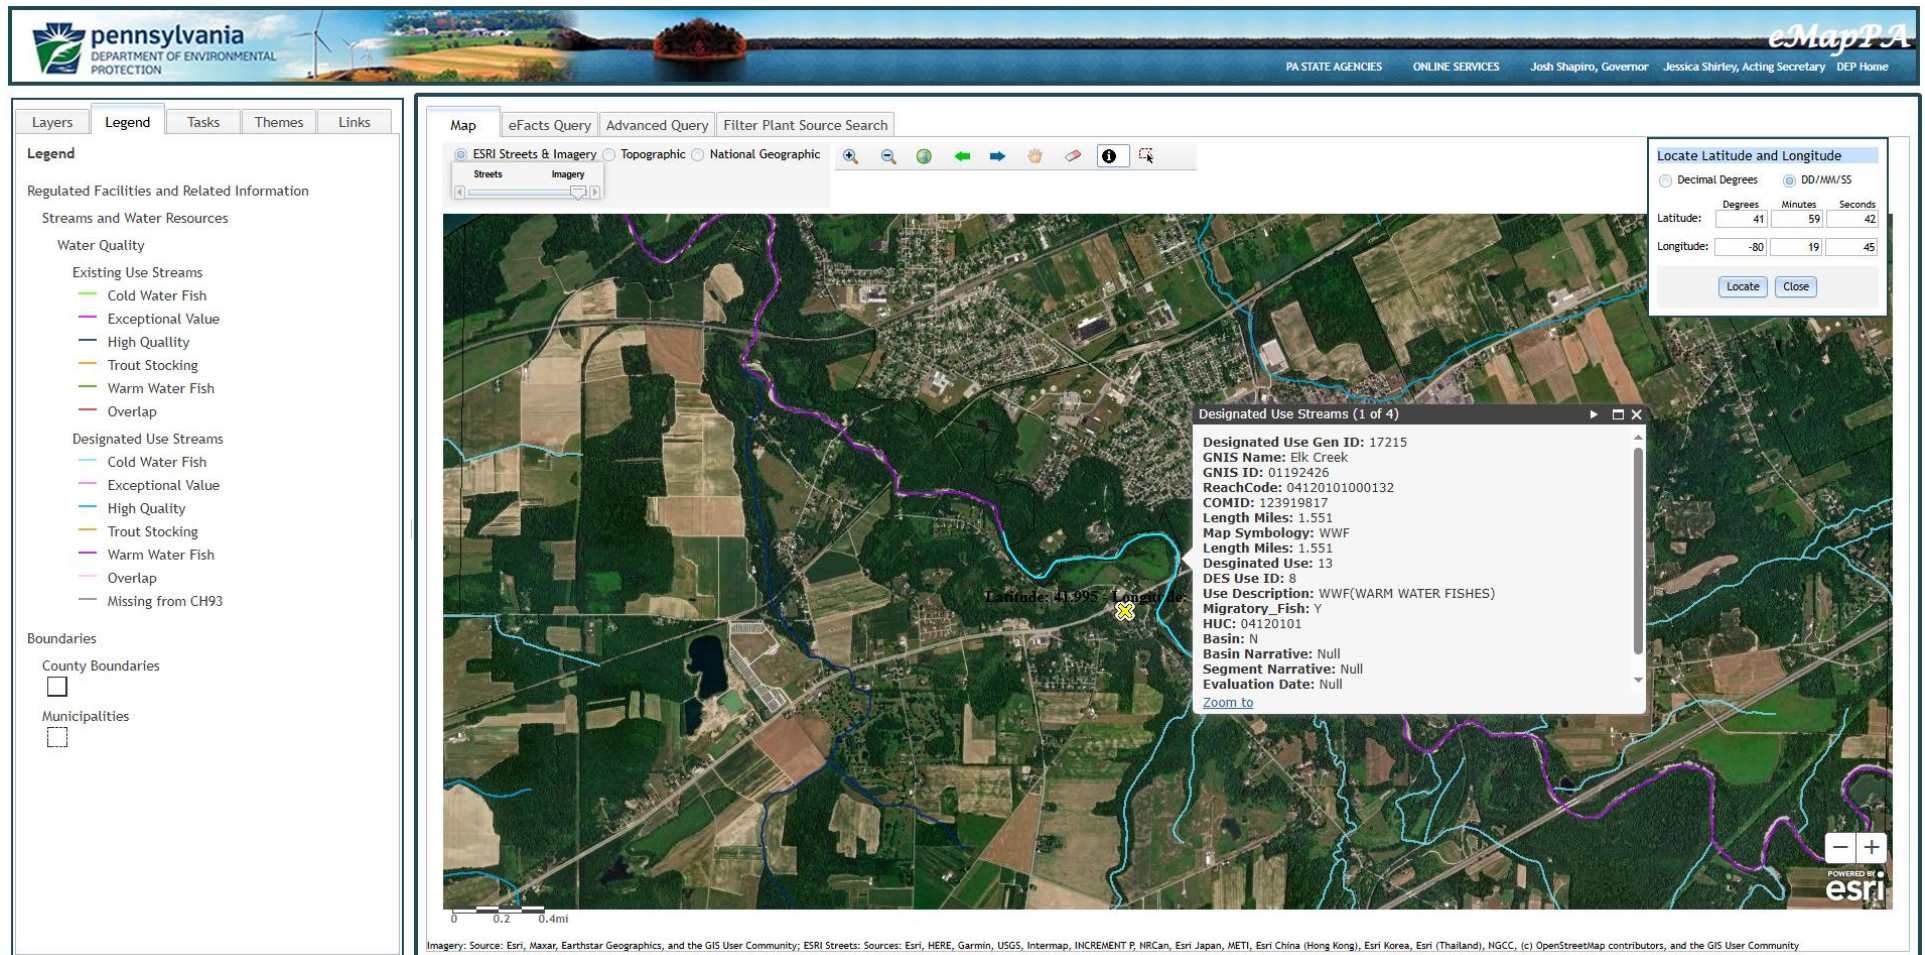 pennsylvania
DEPARTMENT OF ENVIRONMENTAL
PROTECTION
eMapPA
PA STATE AGENCIES ONLINE SERVICES Josh Shapiro, Governor Jessica Shirley, Acting Secretary DEP Home
Layers Legend Tasks Themes Links
Legend
Regulated Facilities and Related Information
Streams and Water Resources
Water Quality
Existing Use Streams
Cold Water Fish
Exceptional Value
High Quallity
Trout Stocking
Warm Water Fish
Overlap
Designated Use Streams
Cold Water Fish
Exceptional Value
High Quality
Trout Stocking
Warm Water Fish
Overlap
Missing from CH93
Boundaries
County Boundaries
Municipalities
Map eFacts Query Advanced Query Filter Plant Source Search
ESRI Streets & Imagery Topographic National Geographic
Streets Imagery
Locate Latitude and Longitude
Decimal Degrees DD/MM/SS
Degrees Minutes Seconds
Latitude: 41 59 42
Longitude: -80 19 45
Locate Close
Latitude: 41.995 Longitude:
Designated Use Streams (1 of 4)
Designated Use Gen ID: 17215
GNIS Name: Elk Creek
GNIS ID: 01192426
ReachCode: 04120101000132
COMID: 123919817
Length Miles: 1.551
Map Symbology: WWF
Length Miles: 1.551
Desginated Use: 13
DES Use ID: 8
Use Description: WWF(WARM WATER FISHES)
Migratory_Fish: Y
HUC: 04120101
Basin: N
Basin Narrative: Null
Segment Narrative: Null
Evaluation Date: Null
Zoom to
POWERED BY
esri
0 0.2 0.4mi
Imagery: Source: Esri, Maxar, Earthstar Geographics, and the GIS User Community; ESRI Streets: Sources: Esri, HERE, Garmin, USGS, Intermap, INCREMENT P, NRCan, Esri Japan, METI, Esri China (Hong Kong), Esri Korea, Esri (Thailand), NGCC, (c) OpenStreetMap contributors, and the GIS User Community